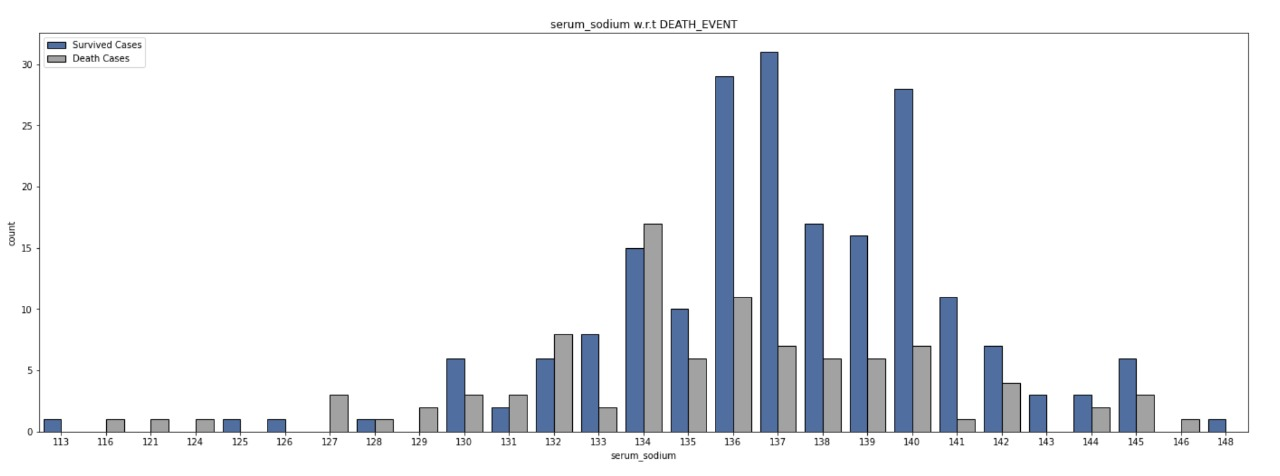 serum_sodium w.r.t DEATH_EVENT
Survived Cases
Death Cases
30
25
20
15
10
5
0
count
113 116 121 124 125 126 127 128 129 130 131 132 133 134 135 136 137 138 139 140 141 142 143 144 145 146 148
serum_sodium